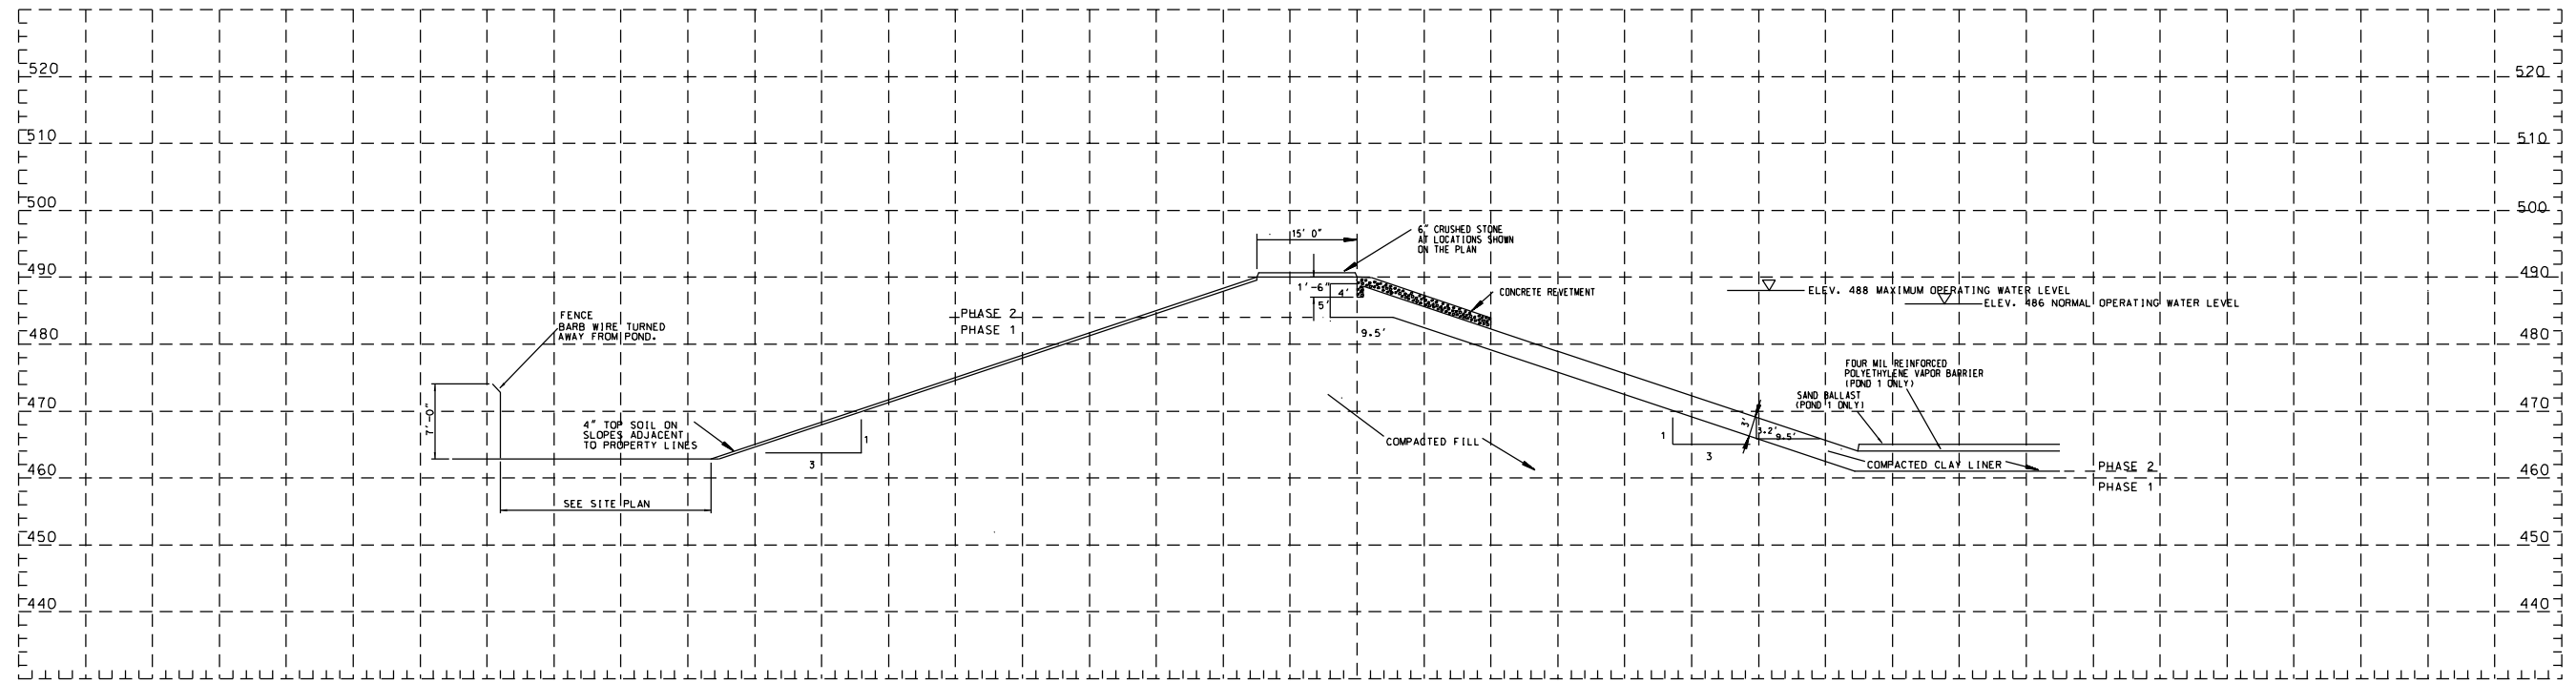 520
520
510
510
500
500
15' 0"
6" CRUSHED STONE
AT LOCATIONS SHOWN
ON THE PLAN
490
490
1'-6"
4'
5'
CONCRETE REVETMENT
ELEV. 488 MAXIMUM OPERATING WATER LEVEL
ELEV. 486 NORMAL OPERATING WATER LEVEL
FENCE
BARB WIRE TURNED
AWAY FROM POND.
PHASE 2
PHASE 1
480
480
9.5'
FOUR MIL REINFORCED
POLYETHYLENE VAPOR BARRIER
(POND 1 ONLY)
SAND BALLAST
(POND 1 ONLY)
470
470
7'-0"
4" TOP SOIL ON
SLOPES ADJACENT
TO PROPERTY LINES
1
3
COMPACTED FILL
1
3
3'
3.2'
9.5'
COMPACTED CLAY LINER
460
460
PHASE 2
PHASE 1
SEE SITE PLAN
450
450
440
440